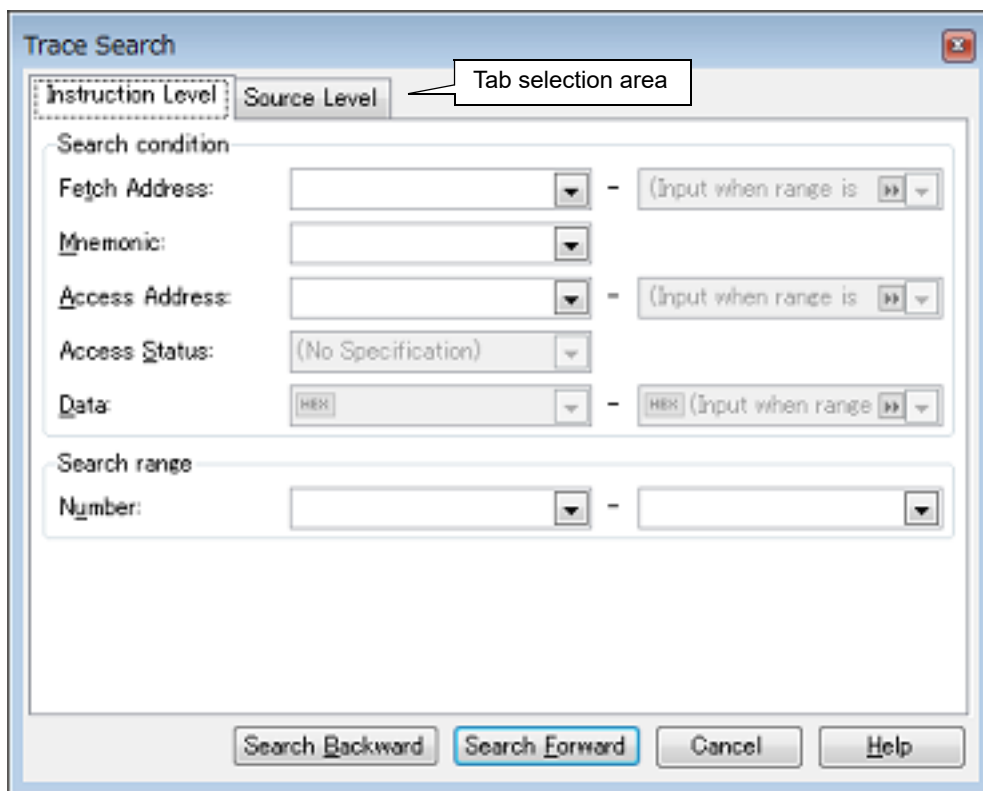 Trace Search
Instruction Level
Source Level
Tab selection area
Search condition
Fetch Address: - (Input when range is
Mnemonic:
Access Address: - (Input when range is
Access Status: (No Specification)
Data: HEX - HEX (Input when range
Search range
Number: -
Search Backward Search Forward Cancel Help